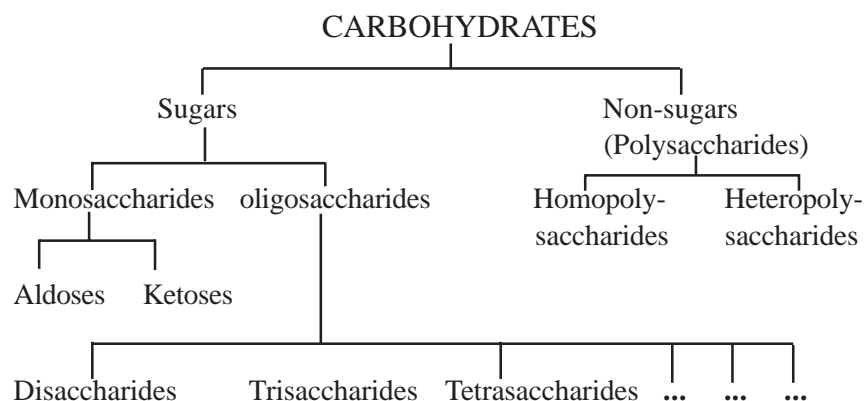 CARBOHYDRATES
Sugars
Non-sugars
(Polysaccharides)
Monosaccharides
oligosaccharides
Homopoly-
saccharides
Heteropoly-
saccharides
Aldoses
Ketoses
Disaccharides
Trisaccharides
Tetrasaccharides
...
...
...